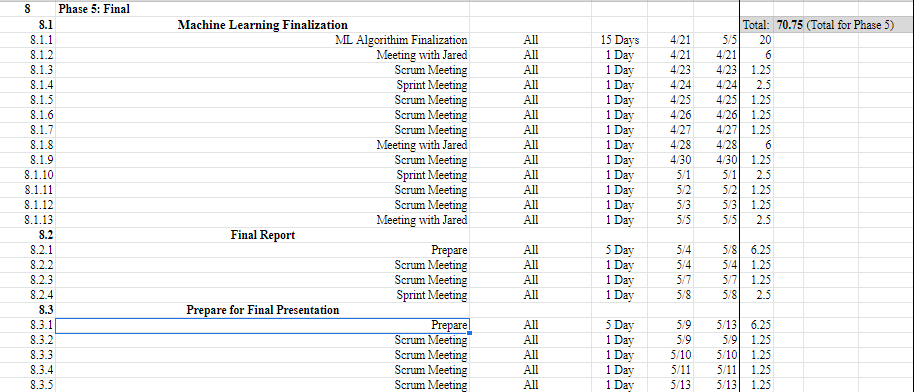 8 Phase 5: Final
8.1 Machine Learning Finalization Total: 70.75 (Total for Phase 5)
8.1.1 ML Algorithim Finalization All 15 Days 4/21 5/5 20
8.1.2 Meeting with Jared All 1 Day 4/21 4/21 6
8.1.3 Scrum Meeting All 1 Day 4/23 4/23 1.25
8.1.4 Sprint Meeting All 1 Day 4/24 4/24 2.5
8.1.5 Scrum Meeting All 1 Day 4/25 4/25 1.25
8.1.6 Scrum Meeting All 1 Day 4/26 4/26 1.25
8.1.7 Scrum Meeting All 1 Day 4/27 4/27 1.25
8.1.8 Meeting with Jared All 1 Day 4/28 4/28 6
8.1.9 Scrum Meeting All 1 Day 4/30 4/30 1.25
8.1.10 Sprint Meeting All 1 Day 5/1 5/1 2.5
8.1.11 Scrum Meeting All 1 Day 5/2 5/2 1.25
8.1.12 Scrum Meeting All 1 Day 5/3 5/3 1.25
8.1.13 Meeting with Jared All 1 Day 5/5 5/5 2.5
8.2 Final Report
8.2.1 Prepare All 5 Day 5/4 5/8 6.25
8.2.2 Scrum Meeting All 1 Day 5/4 5/4 1.25
8.2.3 Scrum Meeting All 1 Day 5/7 5/7 1.25
8.2.4 Sprint Meeting All 1 Day 5/8 5/8 2.5
8.3 Prepare for Final Presentation
8.3.1 Prepare All 5 Day 5/9 5/13 6.25
8.3.2 Scrum Meeting All 1 Day 5/9 5/9 1.25
8.3.3 Scrum Meeting All 1 Day 5/10 5/10 1.25
8.3.4 Scrum Meeting All 1 Day 5/11 5/11 1.25
8.3.5 Scrum Meeting All 1 Day 5/13 5/13 1.25